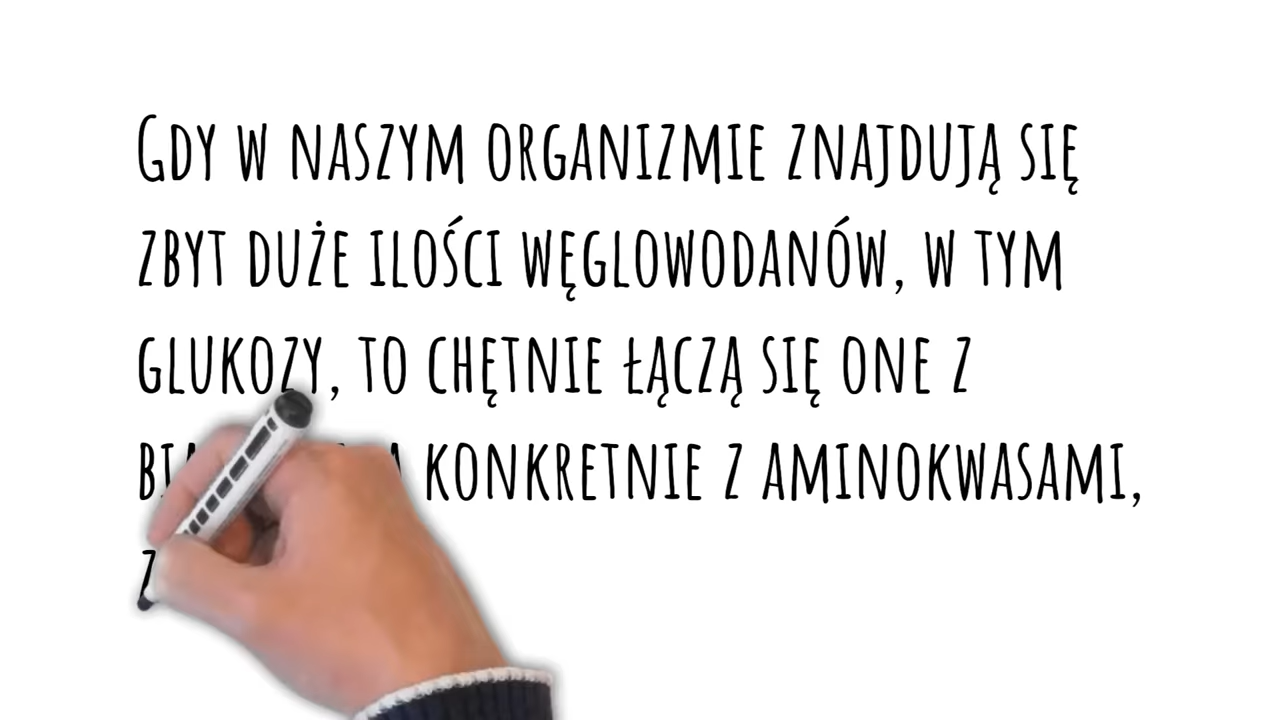 Gdy w naszym organizmie znajdują się
zbyt duże ilości węglowodanów, w tym
glukozy, to chętnie łączą się one z
konkretnie z aminokwasami,